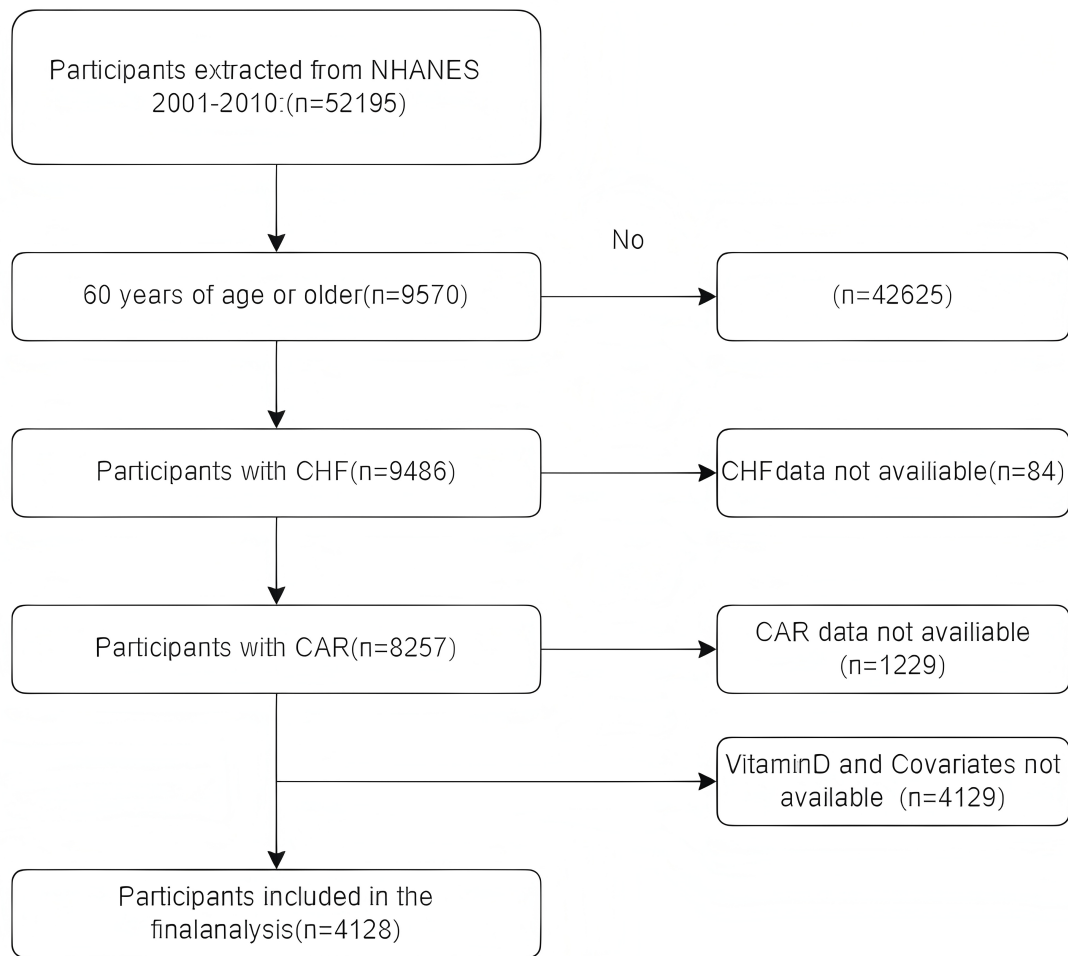 Participants extracted from NHANES
2001-2010:(n=52195)
No
60 years of age or older(n=9570)
(n=42625)
Participants with CHF(n=9486)
CHFdata not availiable(n=84)
Participants with CAR(n=8257)
CAR data not availiable
(n=1229)
VitaminD and Covariates not
available (n=4129)
Participants included in the
finalanalysis(n=4128)